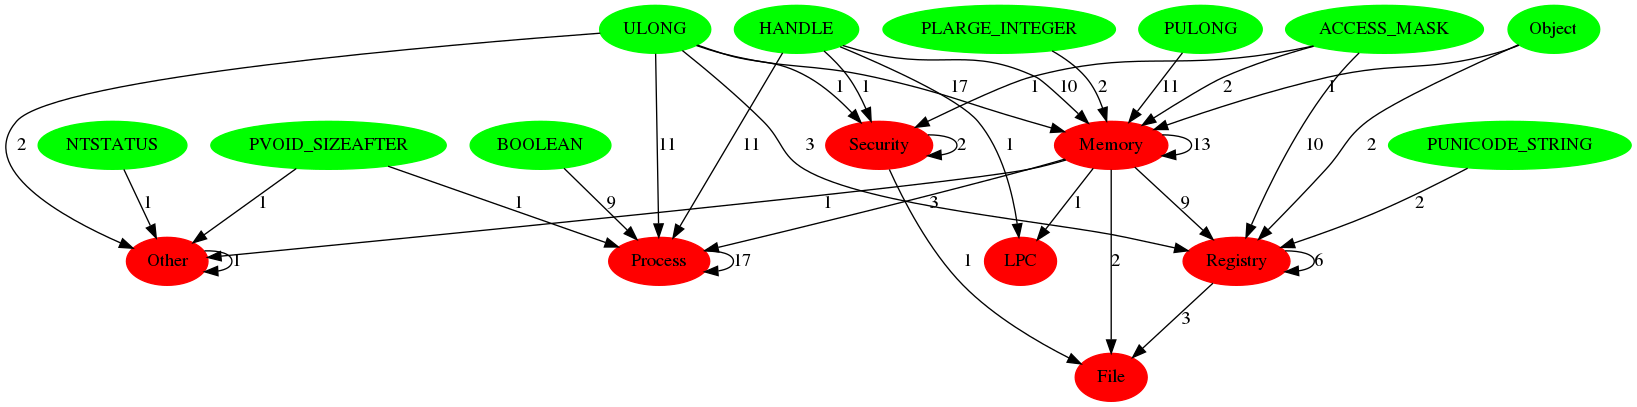 ULONG HANDLE PLARGE_INTEGER PULONG ACCESS_MASK Object
1 1 17 10 2 11 2 1 1
2 NTSTATUS PVOID_SIZEAFTER BOOLEAN 11 11 3 Security 2 1 Memory 13 10 2 PUNICODE_STRING
1 1 1 9 1 3 1 9 2
Other 1 Process 17 1 LPC 2 Registry 6
3
File